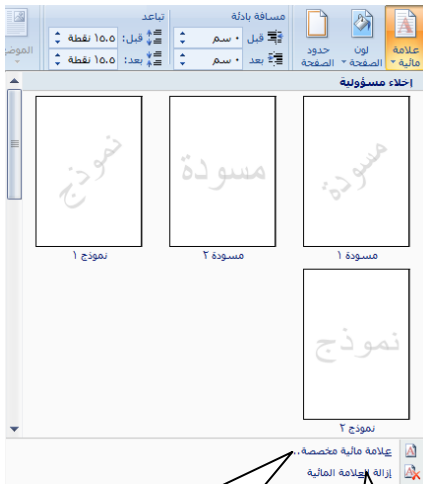 مسافة بادئة
تباعد
علامة مائية
لون الصفحة
حدود الصفحة
قبل ٠ سم
بعد ٠ سم
قبل: ١٥.٥ نقطة
بعد: ١٥.٥ نقطة
إخلاء مسؤولية
مسودة
مسودة
نموذج
مسودة ١
مسودة ٢
نموذج ١
نموذج
نموذج ٢
علامة مائية مخصصة..
إزالة العلامة المائية